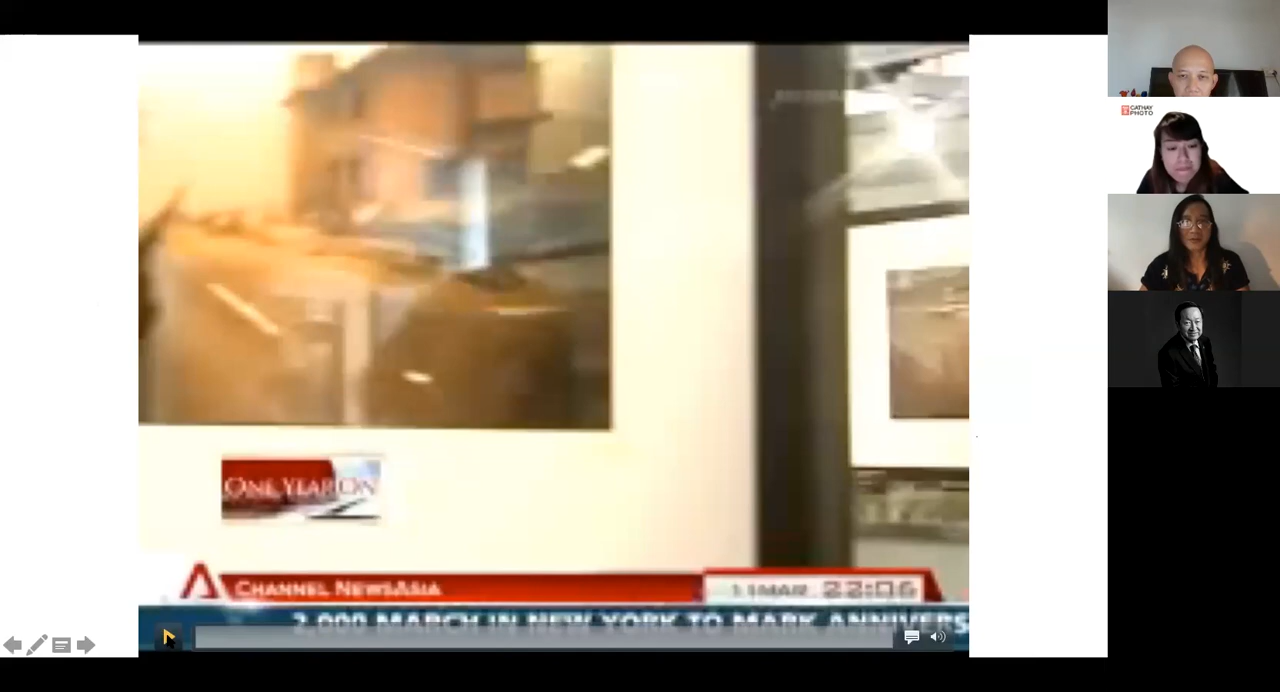 CATHAY
PHOTO
ONE YEAR ON
CHANNEL NEWSASIA
11 MAR 22:06
2,000 MARCH IN NEW YORK TO MARK ANNIVERS